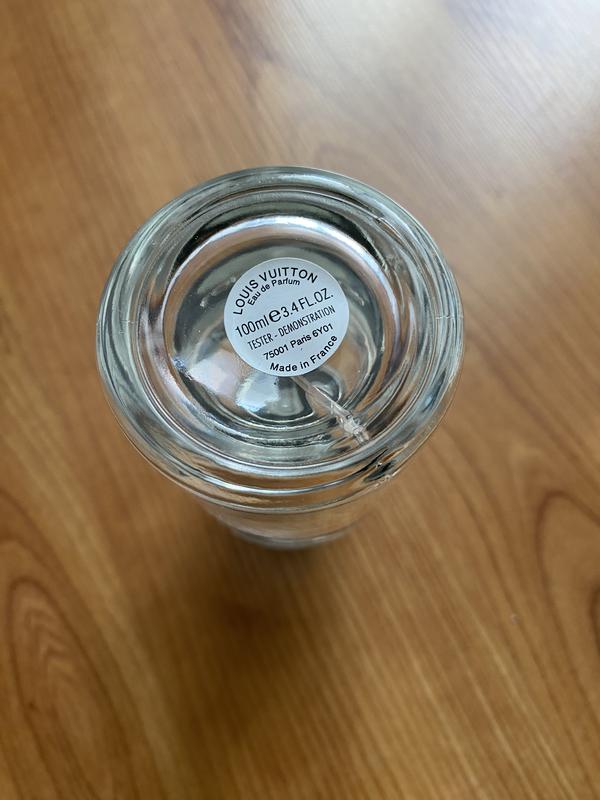 LOUIS VUITTON
Eau de Parfum
100ml℮3.4 FL.OZ.
TESTER - DEMONSTRATION
75001 Paris 6Y01
Made in France